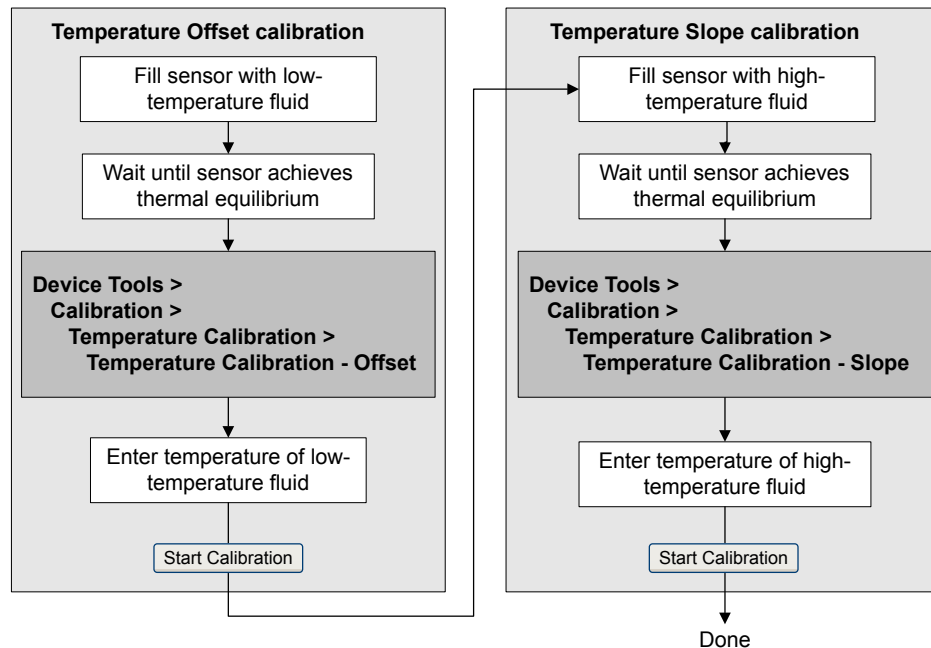 Temperature Offset calibration
Fill sensor with low-
temperature fluid
Wait until sensor achieves
thermal equilibrium
Device Tools >
Calibration >
Temperature Calibration >
Temperature Calibration - Offset
Enter temperature of low-
temperature fluid
Start Calibration
Temperature Slope calibration
Fill sensor with high-
temperature fluid
Wait until sensor achieves
thermal equilibrium
Device Tools >
Calibration >
Temperature Calibration >
Temperature Calibration - Slope
Enter temperature of high-
temperature fluid
Start Calibration
Done